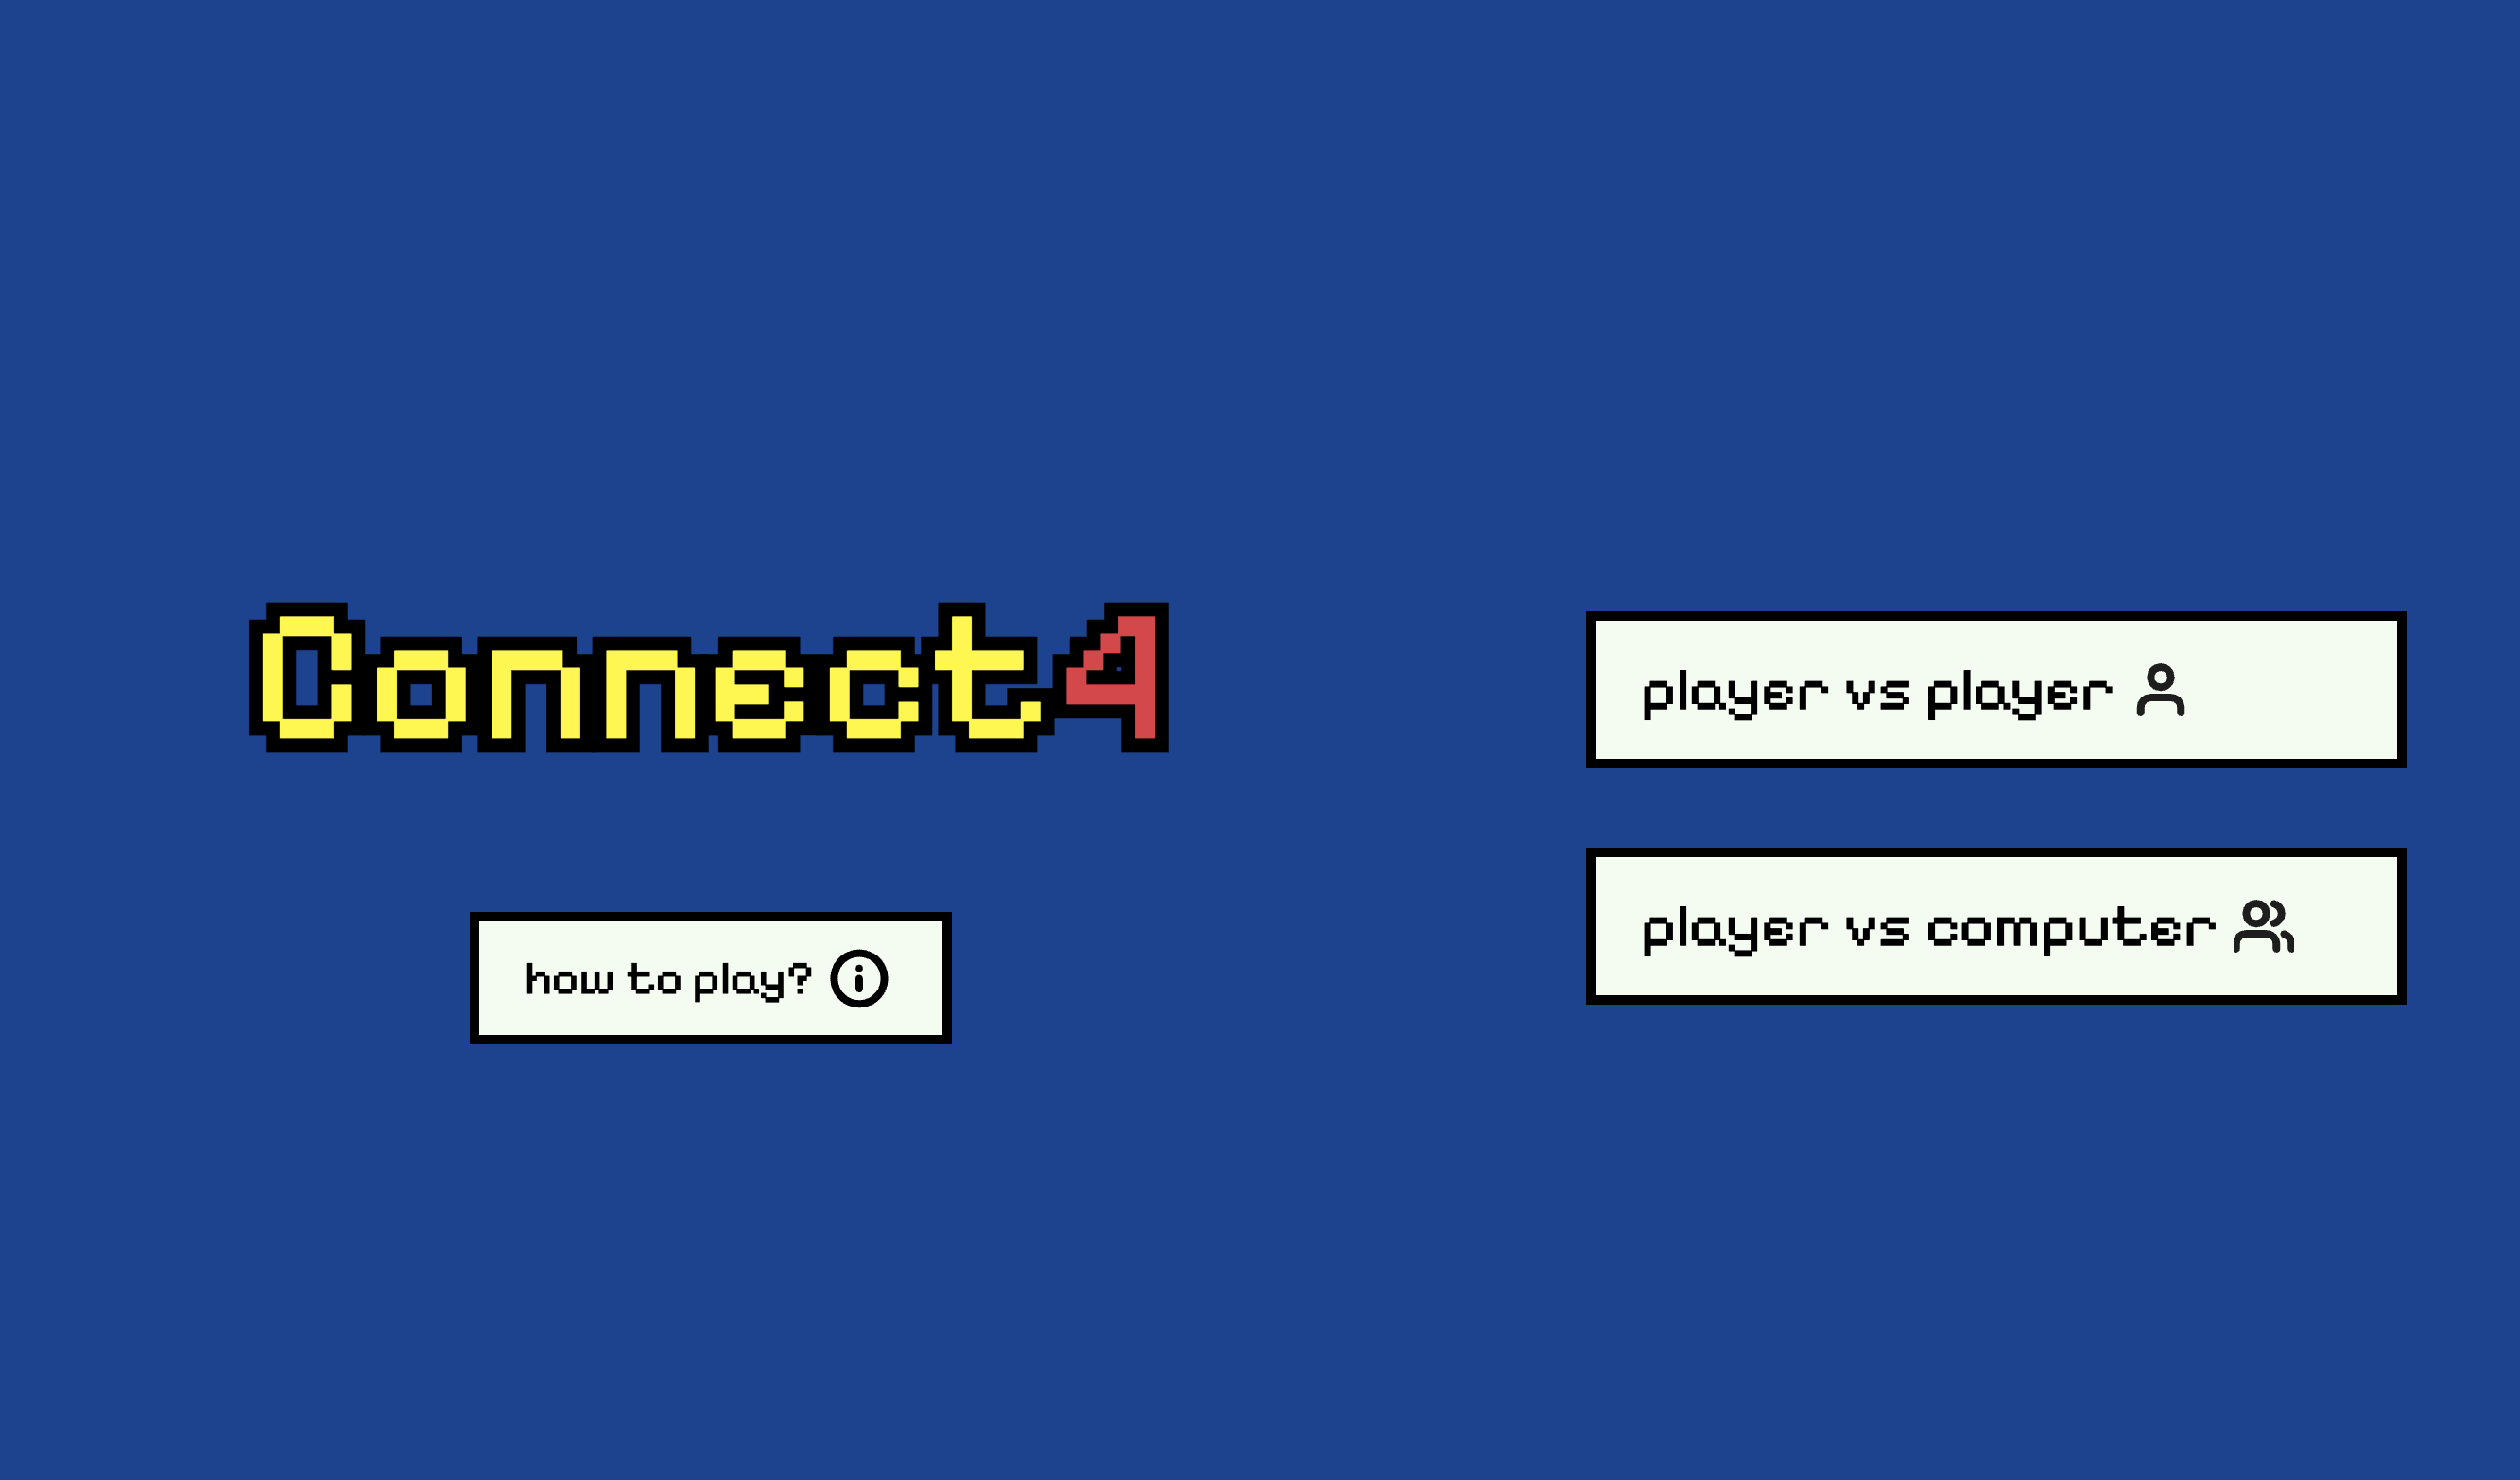 Connect4
how to play?
player vs player
player vs computer